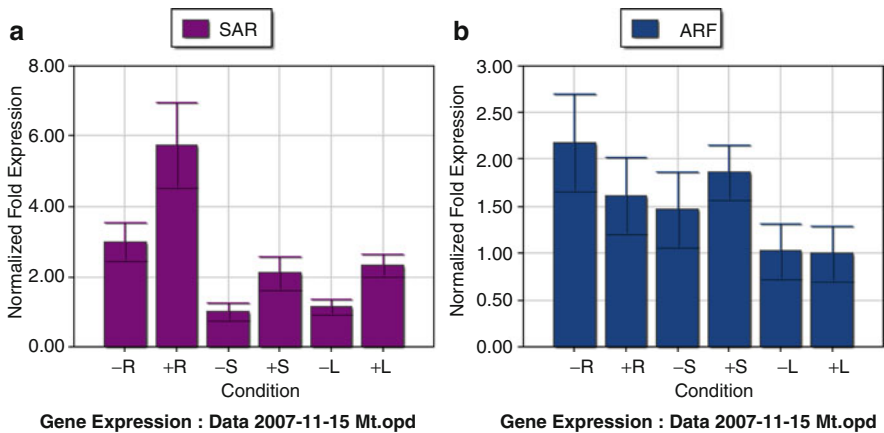 a
SAR
Normalized Fold Expression
8.00
6.00
4.00
2.00
0.00
−R +R −S +S −L +L
Condition
Gene Expression : Data 2007-11-15 Mt.opd
b
ARF
Normalized Fold Expression
3.00
2.50
2.00
1.50
1.00
0.50
0.00
−R +R −S +S −L +L
Condition
Gene Expression : Data 2007-11-15 Mt.opd